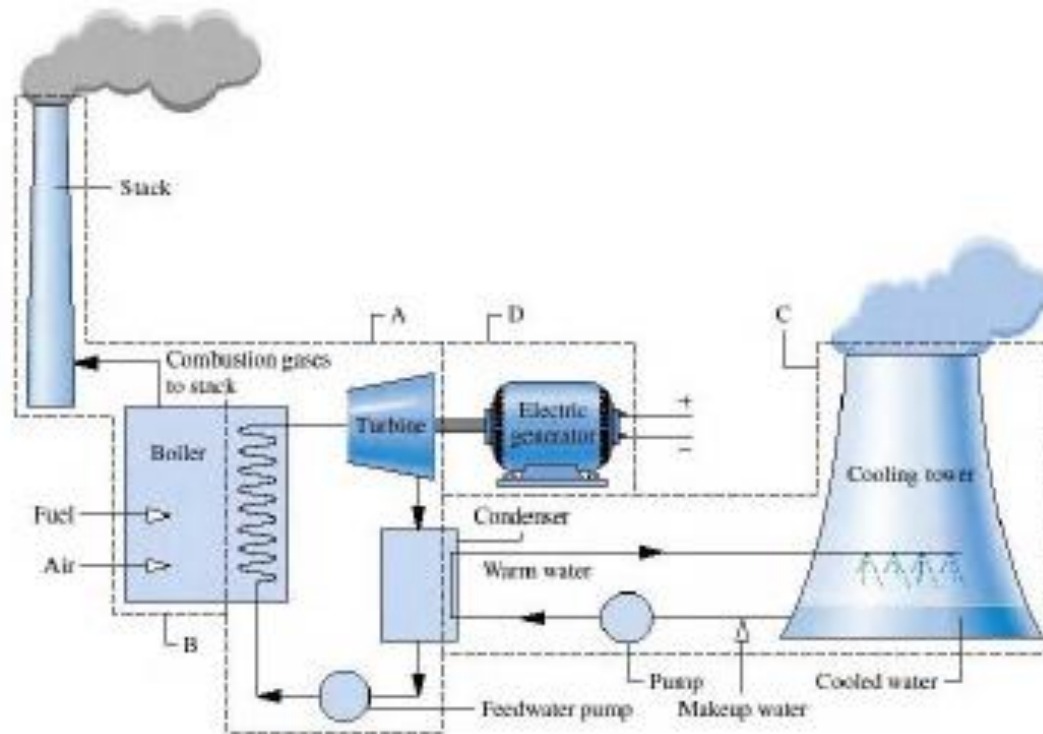 Stack
A
D
C
Combustion gases
to stack
+
Turbine
Electric
generator
−
Boiler
Cooling tower
Fuel
Condenser
Air
Warm water
B
Pump
Cooled water
Feedwater pump
Makeup water